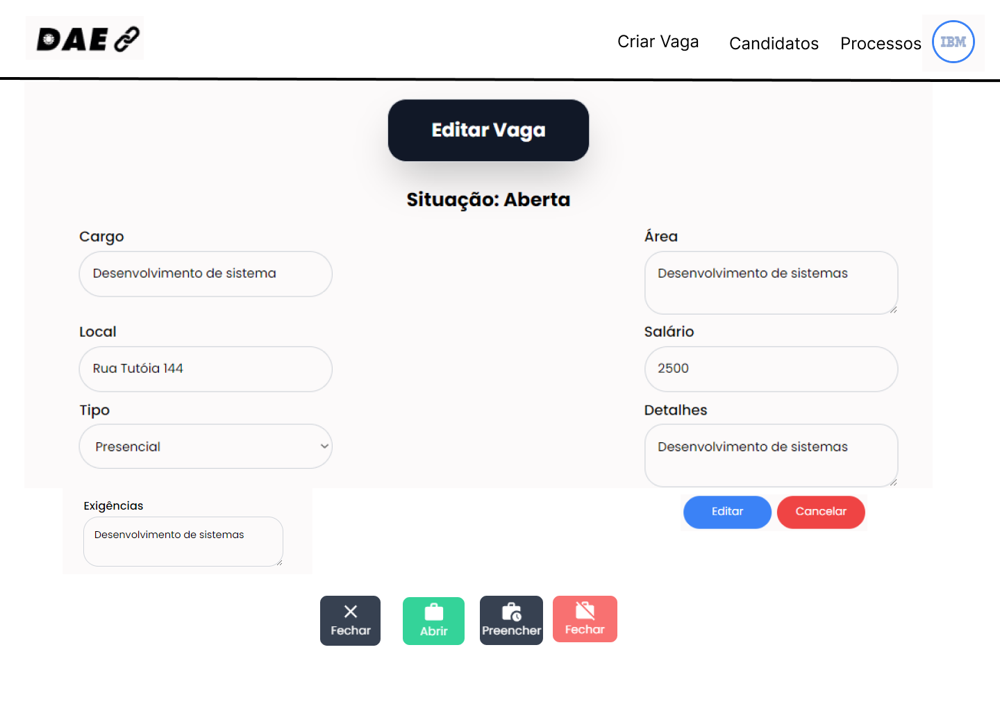 DAE
Criar Vaga
Candidatos
Processos
IBM
Editar Vaga
Situação: Aberta
Cargo
Desenvolvimento de sistema
Área
Desenvolvimento de sistemas
Local
Rua Tutóia 144
Salário
2500
Tipo
Presencial
Detalhes
Desenvolvimento de sistemas
Exigências
Desenvolvimento de sistemas
Editar
Cancelar
Fechar
Abrir
Preencher
Fechar